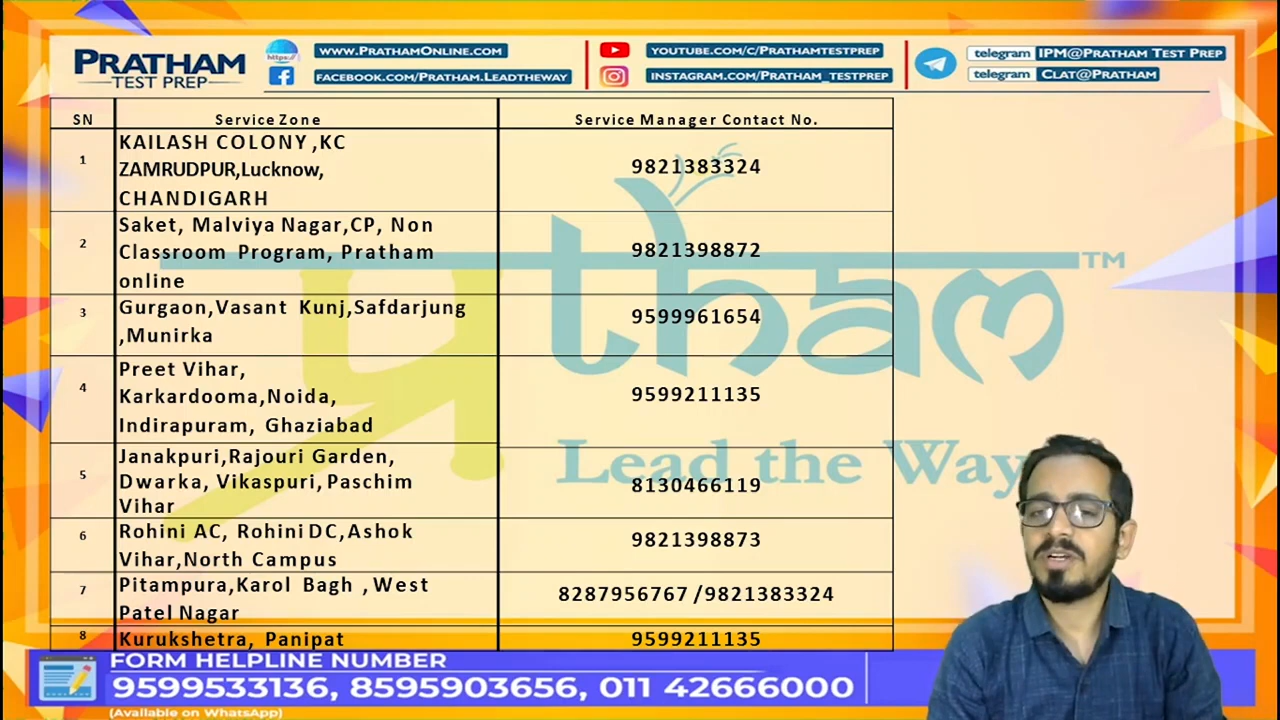 PRATHAM
TEST PREP
https://
www.PrathamOnline.com
facebook.com/Pratham.Leadtheway
youtube.com/c/Prathamtestprep
instagram.com/Pratham_testprep
telegram IPM@Pratham Test Prep
telegram Clat@Pratham
SN Service Zone Service Manager Contact No.
1 KAILASH COLONY ,KC
ZAMRUDPUR,Lucknow,
CHANDIGARH
9821383324
2 Saket, Malviya Nagar,CP, Non
Classroom Program, Pratham
online
9821398872
3 Gurgaon,Vasant Kunj,Safdarjung
,Munirka
9599961654
4 Preet Vihar,
Karkardooma,Noida,
Indirapuram, Ghaziabad
9599211135
5 Janakpuri,Rajouri Garden,
Dwarka, Vikaspuri,Paschim
Vihar
8130466119
6 Rohini AC, Rohini DC,Ashok
Vihar,North Campus
9821398873
7 Pitampura,Karol Bagh ,West
Patel Nagar
8287956767 /9821383324
8 Kurukshetra, Panipat 9599211135
प्रtham TM
Lead the Way
FORM HELPLINE NUMBER
9599533136, 8595903656, 011 42666000
(Available on WhatsApp)